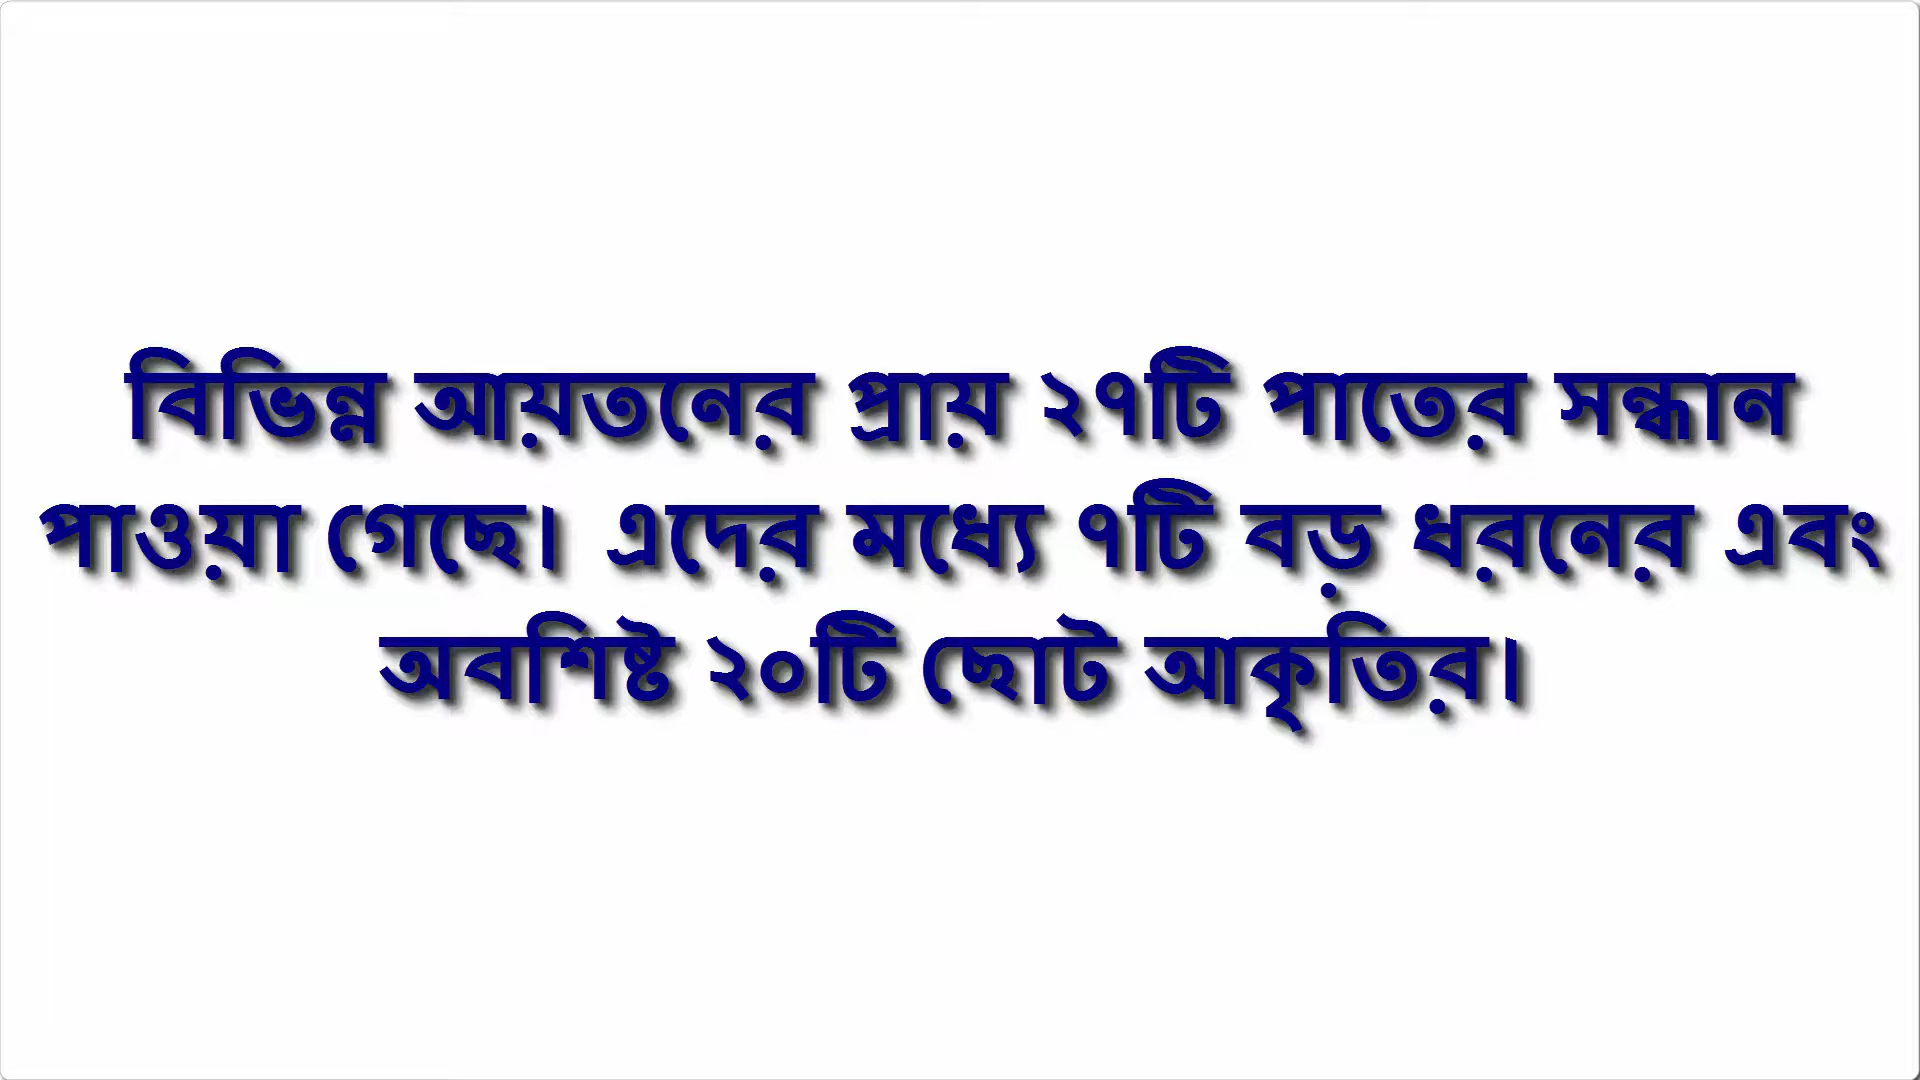 বিভিন্ন আয়তনের প্রায় ২৭টি পাতের সন্ধান
পাওয়া গেছে। এদের মধ্যে ৭টি বড় ধরনের এবং
অবশিষ্ট ২০টি ছোট আকৃতির।